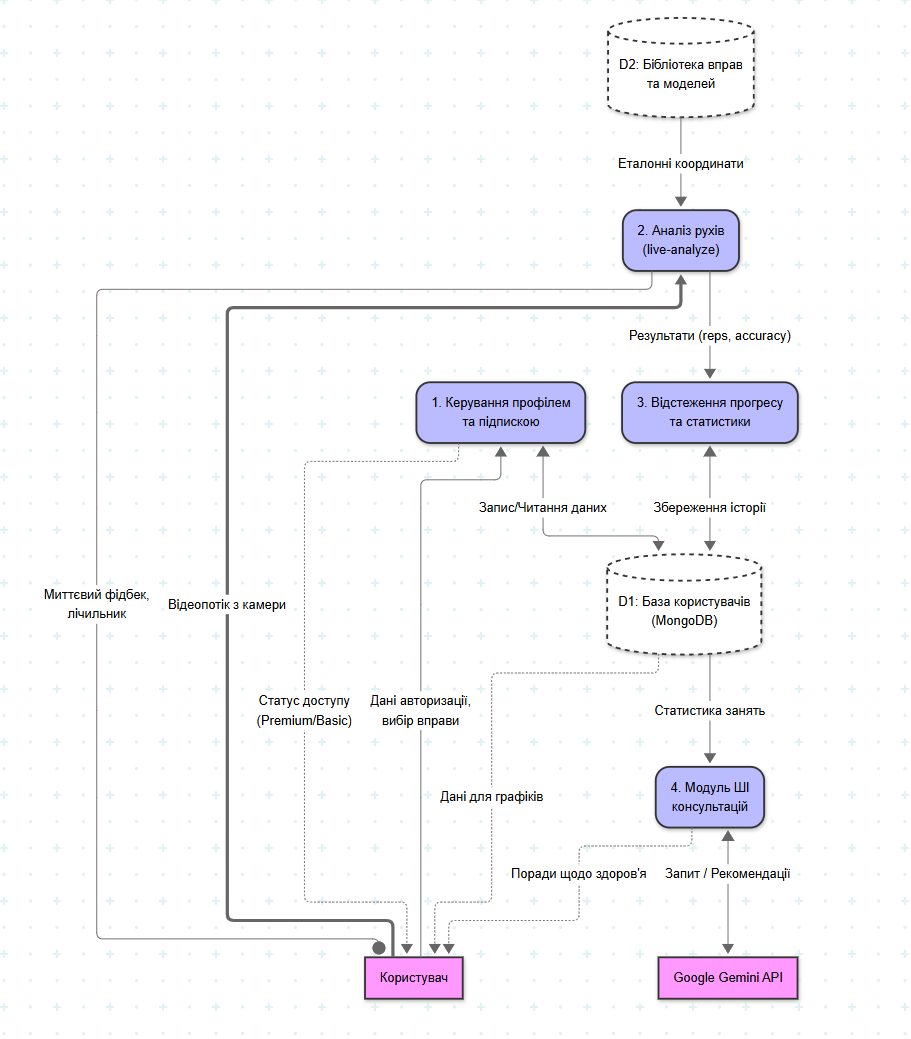 D2: Бібліотека вправ
та моделей
Еталонні координати
2. Аналіз рухів
(live-analyze)
Результати (reps, accuracy)
1. Керування профілем
та підпискою
3. Відстеження прогресу
та статистики
Запис/Читання даних
Збереження історії
Миттєвий фідбек,
лічильник
Відеопотік з камери
D1: База користувачів
(MongoDB)
Статус доступу
(Premium/Basic)
Дані авторизації,
вибір вправи
Статистика занять
Дані для графіків
4. Модуль ШІ
консультацій
Поради щодо здоров'я
Запит / Рекомендації
Користувач
Google Gemini API